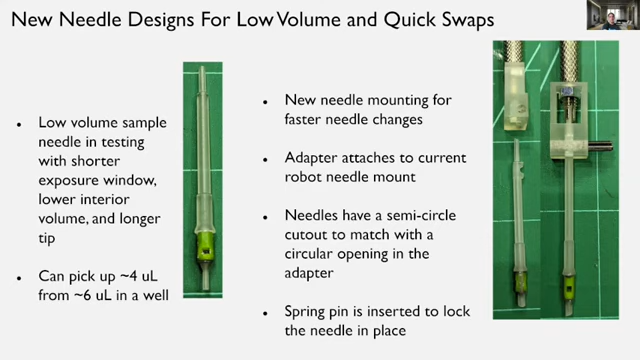 New Needle Designs For Low Volume and Quick Swaps
Low volume sample
needle in testing
with shorter
exposure window,
lower interior
volume, and longer
tip
Can pick up ~4 uL
from ~6 uL in a well
New needle mounting for
faster needle changes
Adapter attaches to current
robot needle mount
Needles have a semi-circle
cutout to match with a
circular opening in the
adapter
Spring pin is inserted to lock
the needle in place